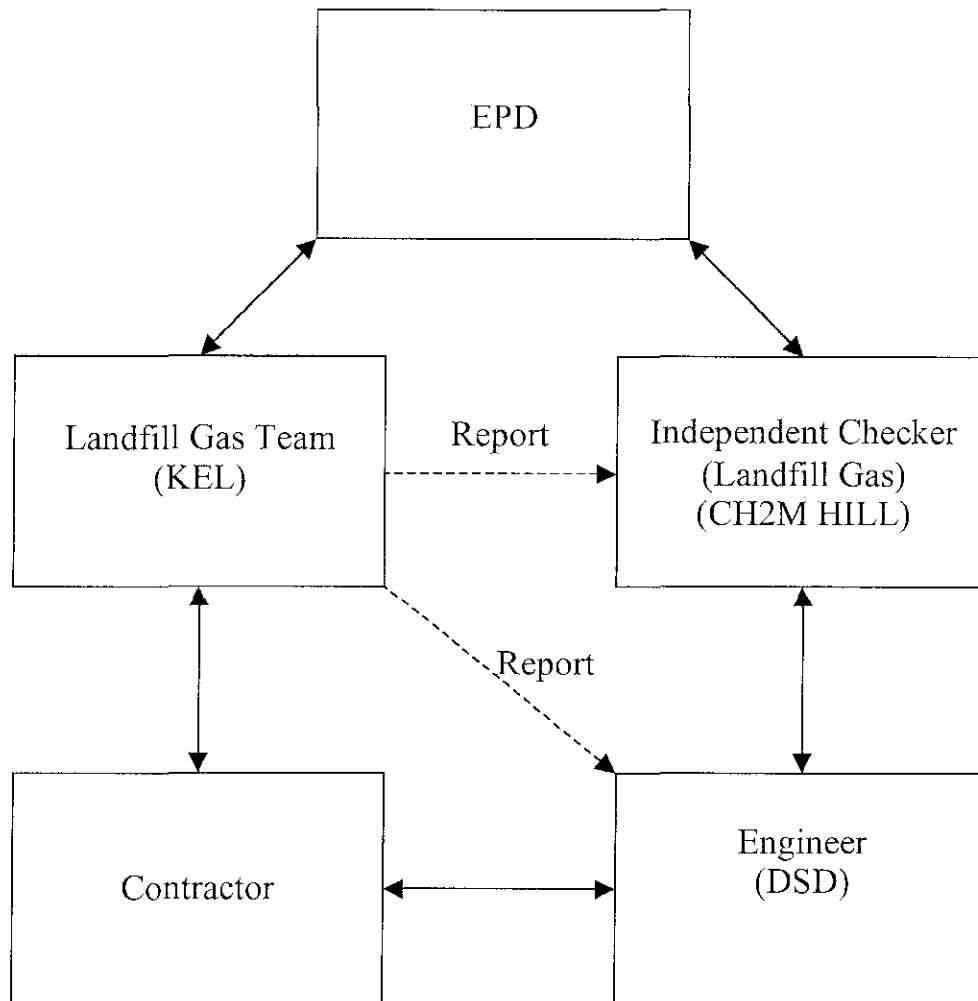 EPD
Landfill Gas Team
(KEL)
Report
Independent Checker
(Landfill Gas)
(CH2M HILL)
Report
Contractor
Engineer
(DSD)